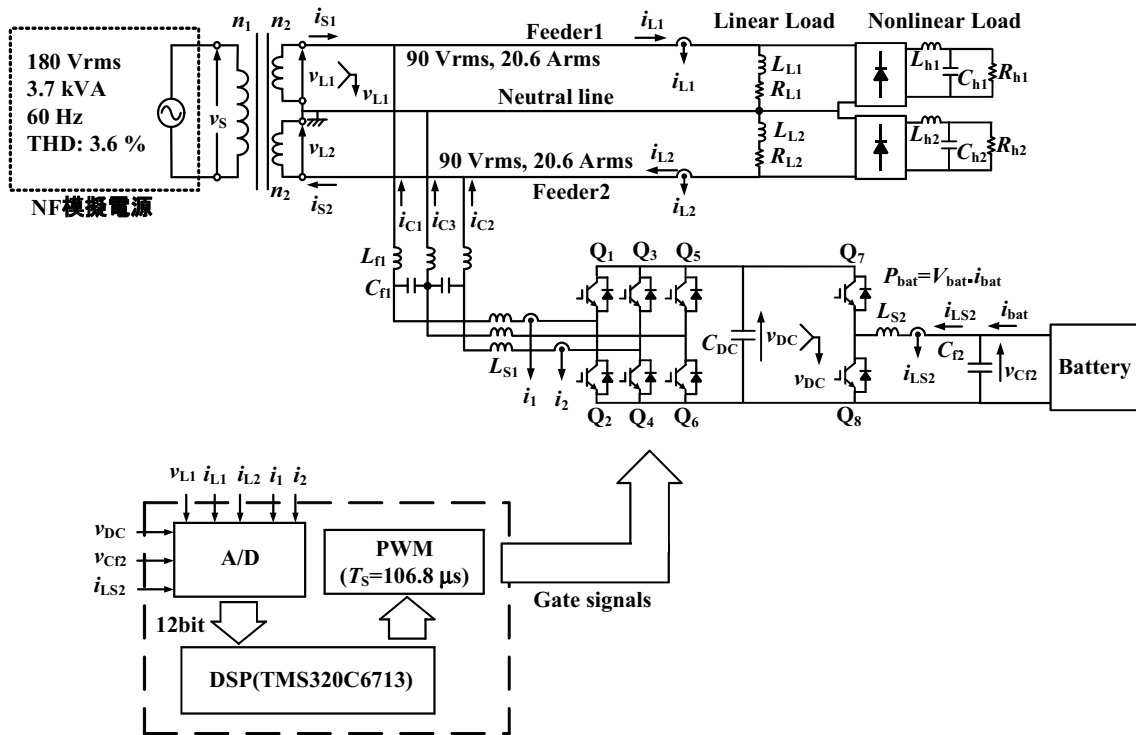 n1 n2 iS1 iL1 Linear Load Nonlinear Load
180 Vrms
3.7 kVA
60 Hz
THD: 3.6 %
NF模擬電源
vS
vL1
vL1
vL2
n2 iS2
Feeder1
90 Vrms, 20.6 Arms
iL1
Neutral line
90 Vrms, 20.6 Arms
iL2
Feeder2
iL2
LL1
RL1
LL2
RL2
Lh1
Ch1
Rh1
Lh2
Ch2
Rh2
iC1 iC3 iC2
Lf1
Cf1
LS1
i1 i2
Q1 Q3 Q5 Q7
Q2 Q4 Q6 Q8
CDC
vDC
vDC
Pbat=Vbat·ibat
LS2 iLS2 ibat
iLS2
Cf2
vCf2
Battery
vL1 iL1 iL2 i1 i2
vDC
vCf2
iLS2
A/D
PWM
(TS=106.8 μs)
Gate signals
12bit
DSP(TMS320C6713)